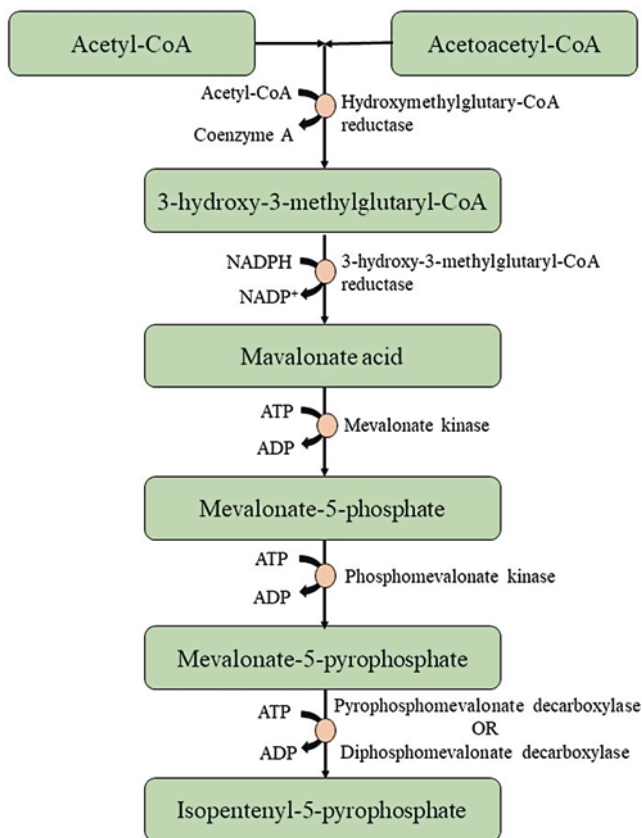 Acetyl-CoA
Acetoacetyl-CoA
Acetyl-CoA
Coenzyme A
Hydroxymethylglutary-CoA
reductase
3-hydroxy-3-methylglutaryl-CoA
NADPH
NADP⁺
3-hydroxy-3-methylglutaryl-CoA
reductase
Mavalonate acid
ATP
ADP
Mevalonate kinase
Mevalonate-5-phosphate
ATP
ADP
Phosphomevalonate kinase
Mevalonate-5-pyrophosphate
ATP
ADP
Pyrophosphomevalonate decarboxylase
OR
Diphosphomevalonate decarboxylase
Isopentenyl-5-pyrophosphate